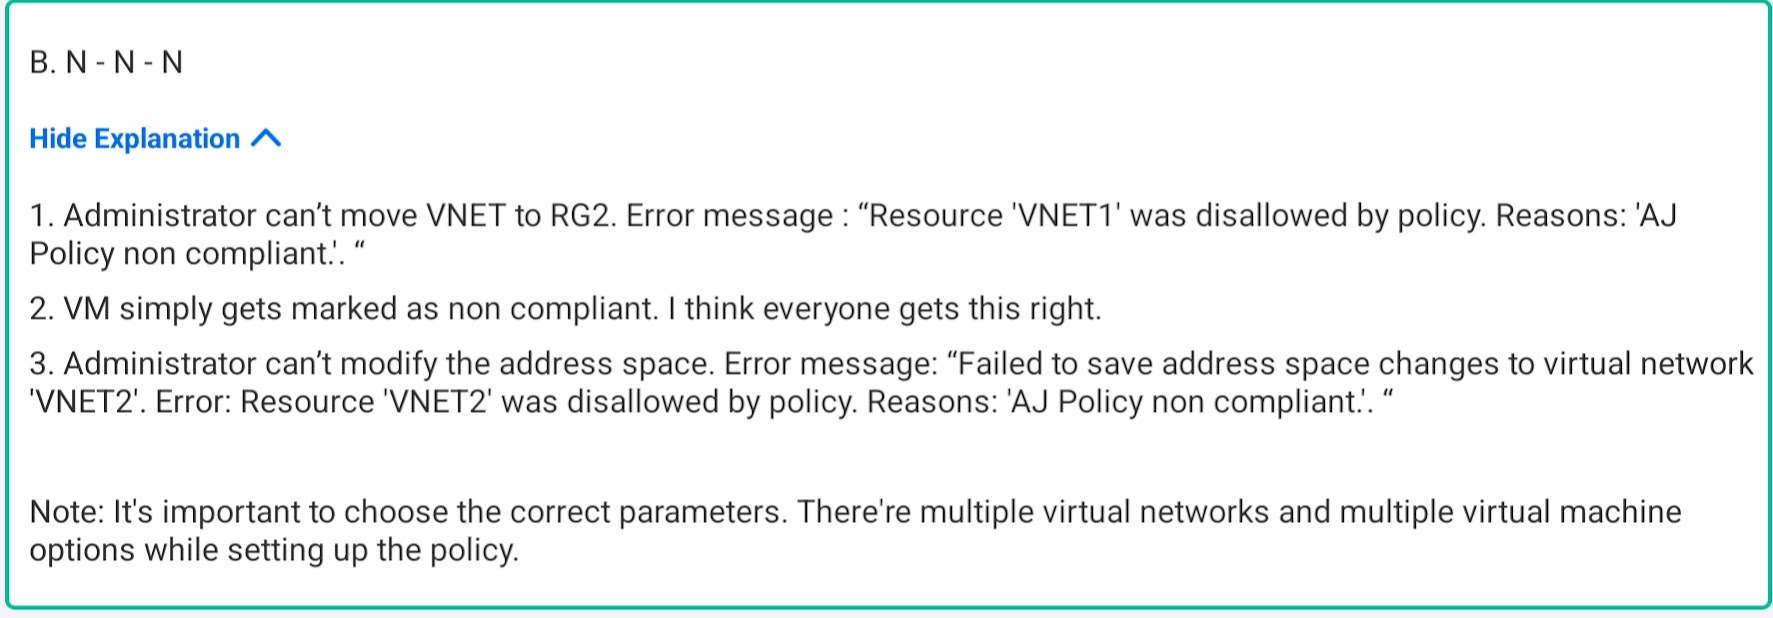 B. N - N - N
Hide Explanation
1. Administrator can't move VNET to RG2. Error message : “Resource 'VNET1' was disallowed by policy. Reasons: 'AJ
Policy non compliant.'. “
2. VM simply gets marked as non compliant. I think everyone gets this right.
3. Administrator can't modify the address space. Error message: “Failed to save address space changes to virtual network
'VNET2'. Error: Resource 'VNET2' was disallowed by policy. Reasons: 'AJ Policy non compliant.'. “
Note: It's important to choose the correct parameters. There're multiple virtual networks and multiple virtual machine
options while setting up the policy.